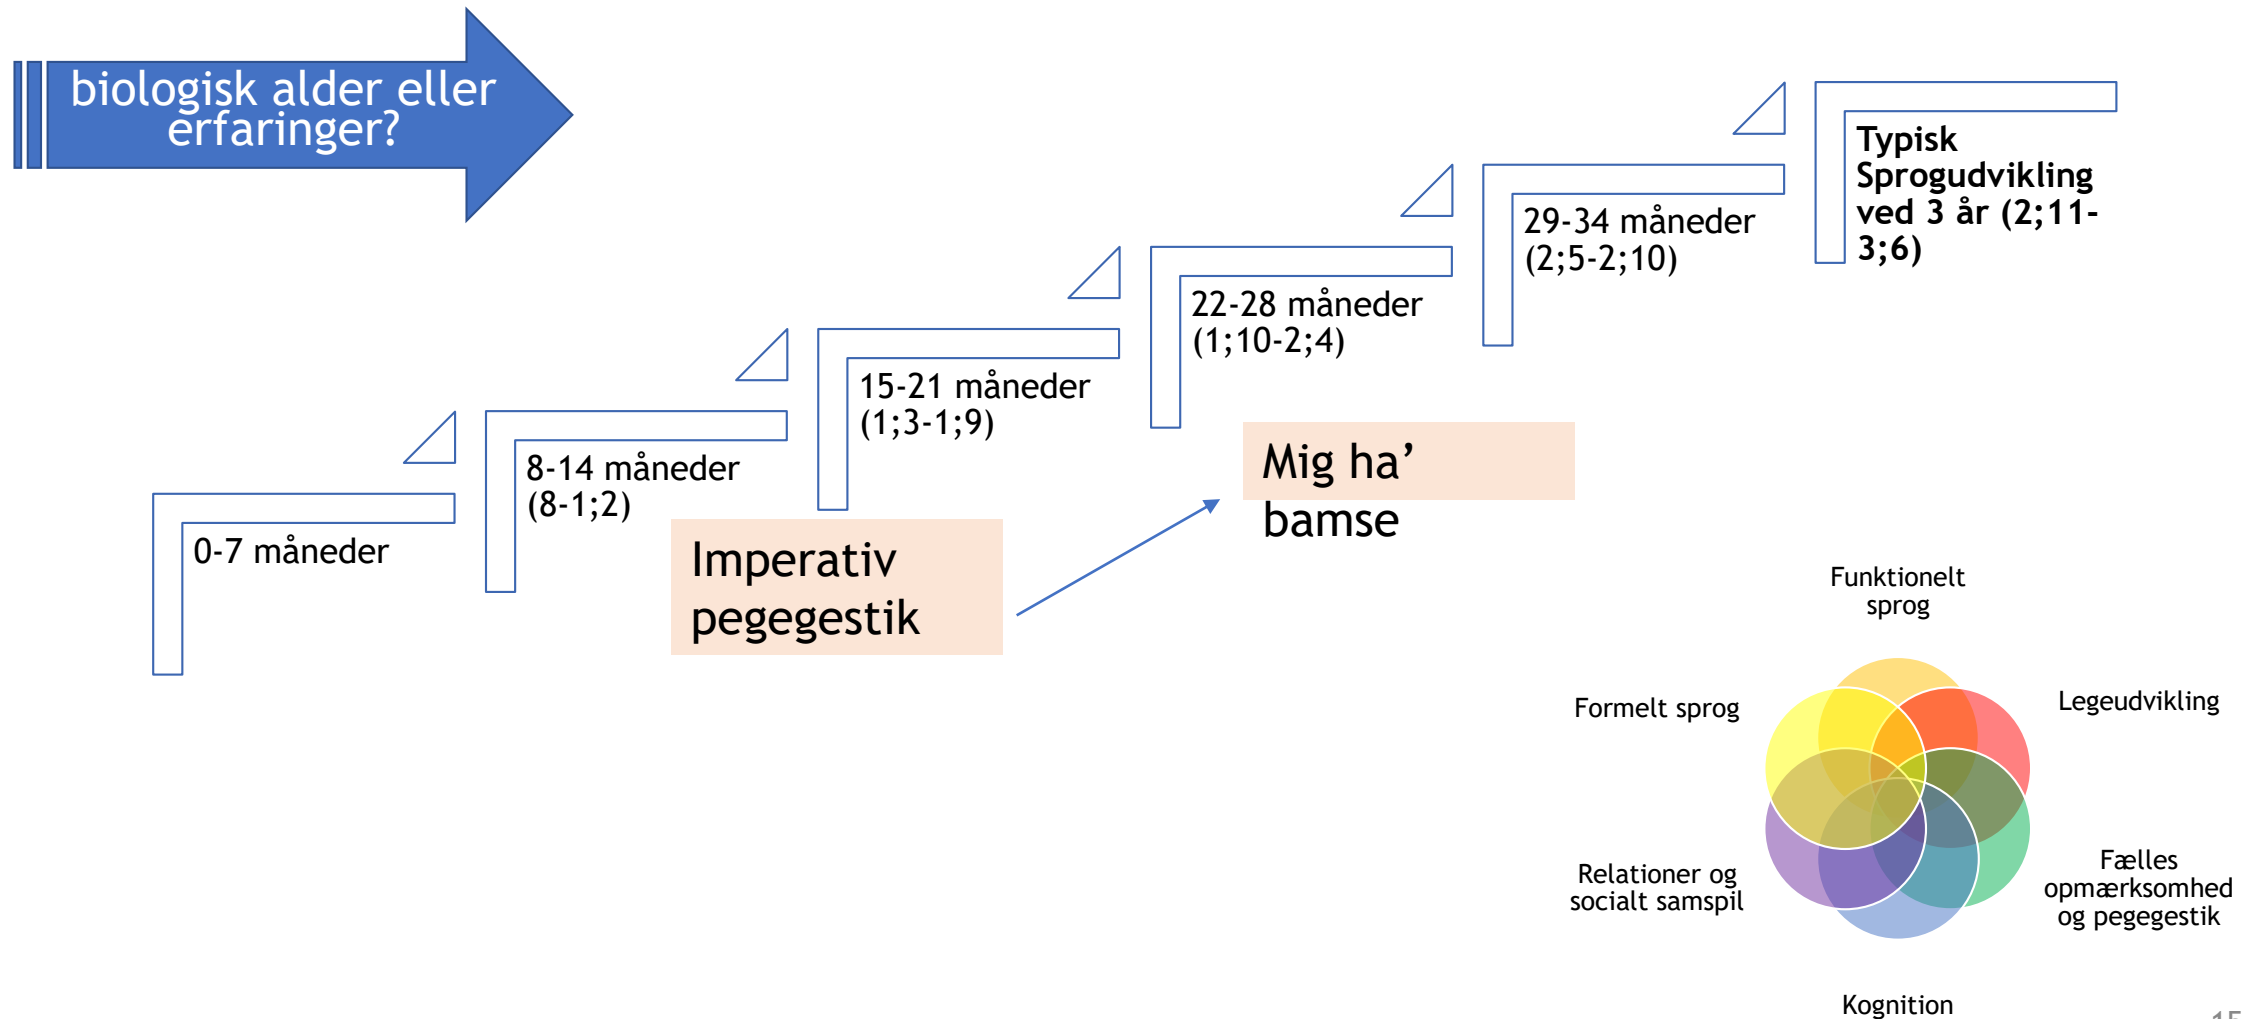 biologisk alder eller
erfaringer?
0-7 måneder
8-14 måneder
(8-1;2)
15-21 måneder
(1;3-1;9)
22-28 måneder
(1;10-2;4)
29-34 måneder
(2;5-2;10)
Typisk
Sprogudvikling
ved 3 år (2;11-
3;6)
Imperativ
pegegestik
Mig ha’
bamse
Funktionelt
sprog
Legeudvikling
Fælles
opmærksomhed
og pegegestik
Kognition
Relationer og
socialt samspil
Formelt sprog